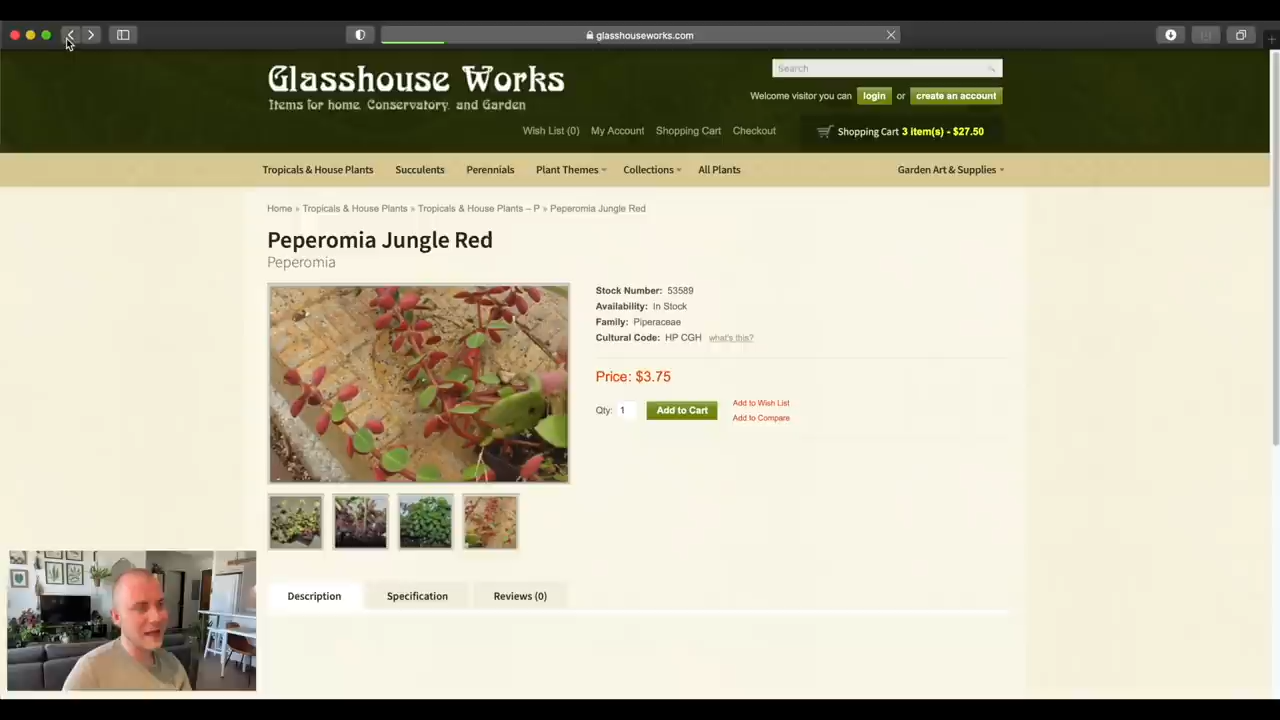 glasshouseworks.com
Glasshouse Works
Items for home, Conservatory, and Garden
Search
Welcome visitor you can login or create an account
Wish List (0) My Account Shopping Cart Checkout
Shopping Cart 3 item(s) - $27.50
Tropicals & House Plants Succulents Perennials Plant Themes Collections All Plants Garden Art & Supplies
Home » Tropicals & House Plants » Tropicals & House Plants – P » Peperomia Jungle Red
Peperomia Jungle Red
Peperomia
Stock Number: 53589
Availability: In Stock
Family: Piperaceae
Cultural Code: HP CGH what's this?
Price: $3.75
Qty: 1 Add to Cart
Add to Wish List
Add to Compare
Description Specification Reviews (0)